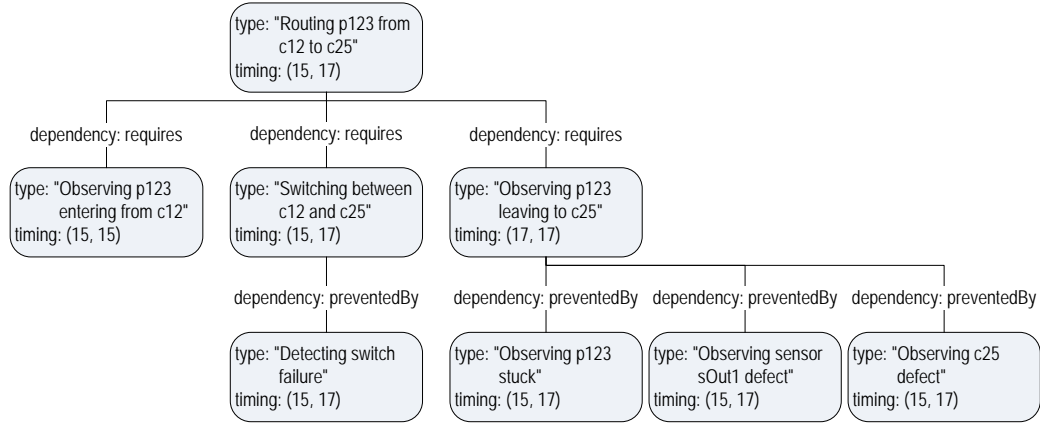 type: "Routing p123 from
c12 to c25"
timing: (15, 17)
dependency: requires
dependency: requires
dependency: requires
type: "Observing p123
entering from c12"
timing: (15, 15)
type: "Switching between
c12 and c25"
timing: (15, 17)
type: "Observing p123
leaving to c25"
timing: (17, 17)
dependency: preventedBy
dependency: preventedBy
dependency: preventedBy
dependency: preventedBy
type: "Detecting switch
failure"
timing: (15, 17)
type: "Observing p123
stuck"
timing: (15, 17)
type: "Observing sensor
sOut1 defect"
timing: (15, 17)
type: "Observing c25
defect"
timing: (15, 17)